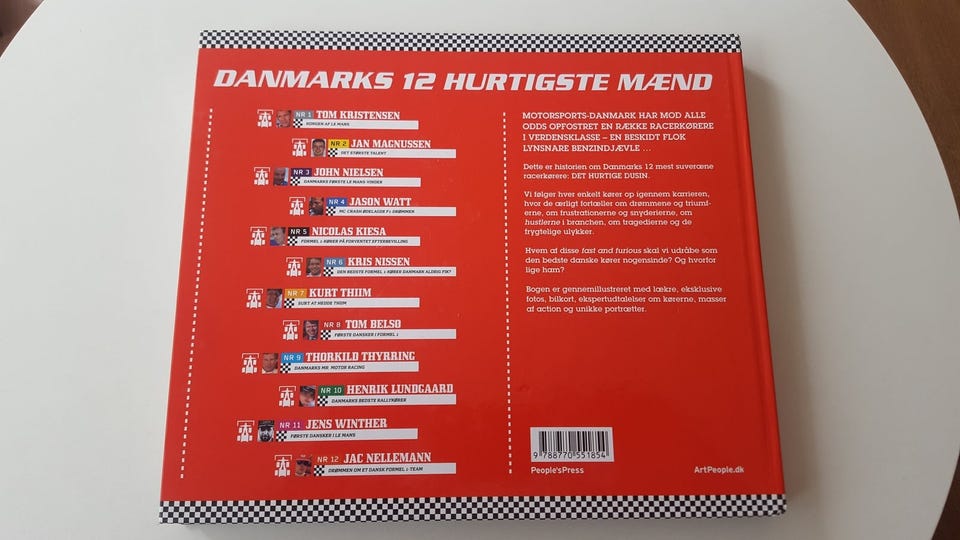 DANMARKS 12 HURTIGSTE MÆND
NR 1 TOM KRISTENSEN
KONGEN AF LE MANS
NR 2 JAN MAGNUSSEN
DET STØRSTE TALENT
NR 3 JOHN NIELSEN
DANMARKS FØRSTE LE MANS-VINDER
NR 4 JASON WATT
MC-CRASH ØDELAGDE F1-DRØMMEN
NR 5 NICOLAS KIESA
FORMEL 1-KØRER PÅ FORVENTET EFTERBEVILLING
NR 6 KRIS NISSEN
DEN BEDSTE FORMEL 1-KØRER DANMARK ALDRIG FIK?
NR 7 KURT THIIM
SURT AT HEDDE THIIM
NR 8 TOM BELSØ
FØRSTE DANSKER I FORMEL 1
NR 9 THORKILD THYRRING
DANMARKS MR. MOTOR RACING
NR 10 HENRIK LUNDGAARD
DANMARKS BEDSTE RALLYKØRER
NR 11 JENS WINTHER
FØRSTE DANSKER I LE MANS
NR 12 JAC NELLEMANN
DRØMMEN OM ET DANSK FORMEL 1-TEAM
MOTORSPORTS-DANMARK HAR MOD ALLE
ODDS OPFOSTRET EN RÆKKE RACERKØRERE
I VERDENSKLASSE – EN BESKIDT FLOK
LYNSNARE BENZINDJÆVLE ...
Dette er historien om Danmarks 12 mest suveræne
racerkørere: DET HURTIGE DUSIN.
Vi følger hver enkelt kører op igennem karrieren,
hvor de ærligt fortæller om drømmene og triumf-
erne, om frustrationerne og snyderierne, om
hustlerne i branchen, om tragedierne og de
frygtelige ulykker.
Hvem af disse fast and furious skal vi udråbe som
den bedste danske kører nogensinde? Og hvorfor
lige ham?
Bogen er gennemillustreret med lækre, eksklusive
fotos, bilkort, ekspertudtalelser om kørerne, masser
af action og unikke portrætter.
9 788770 551854
People'sPress
ArtPeople.dk